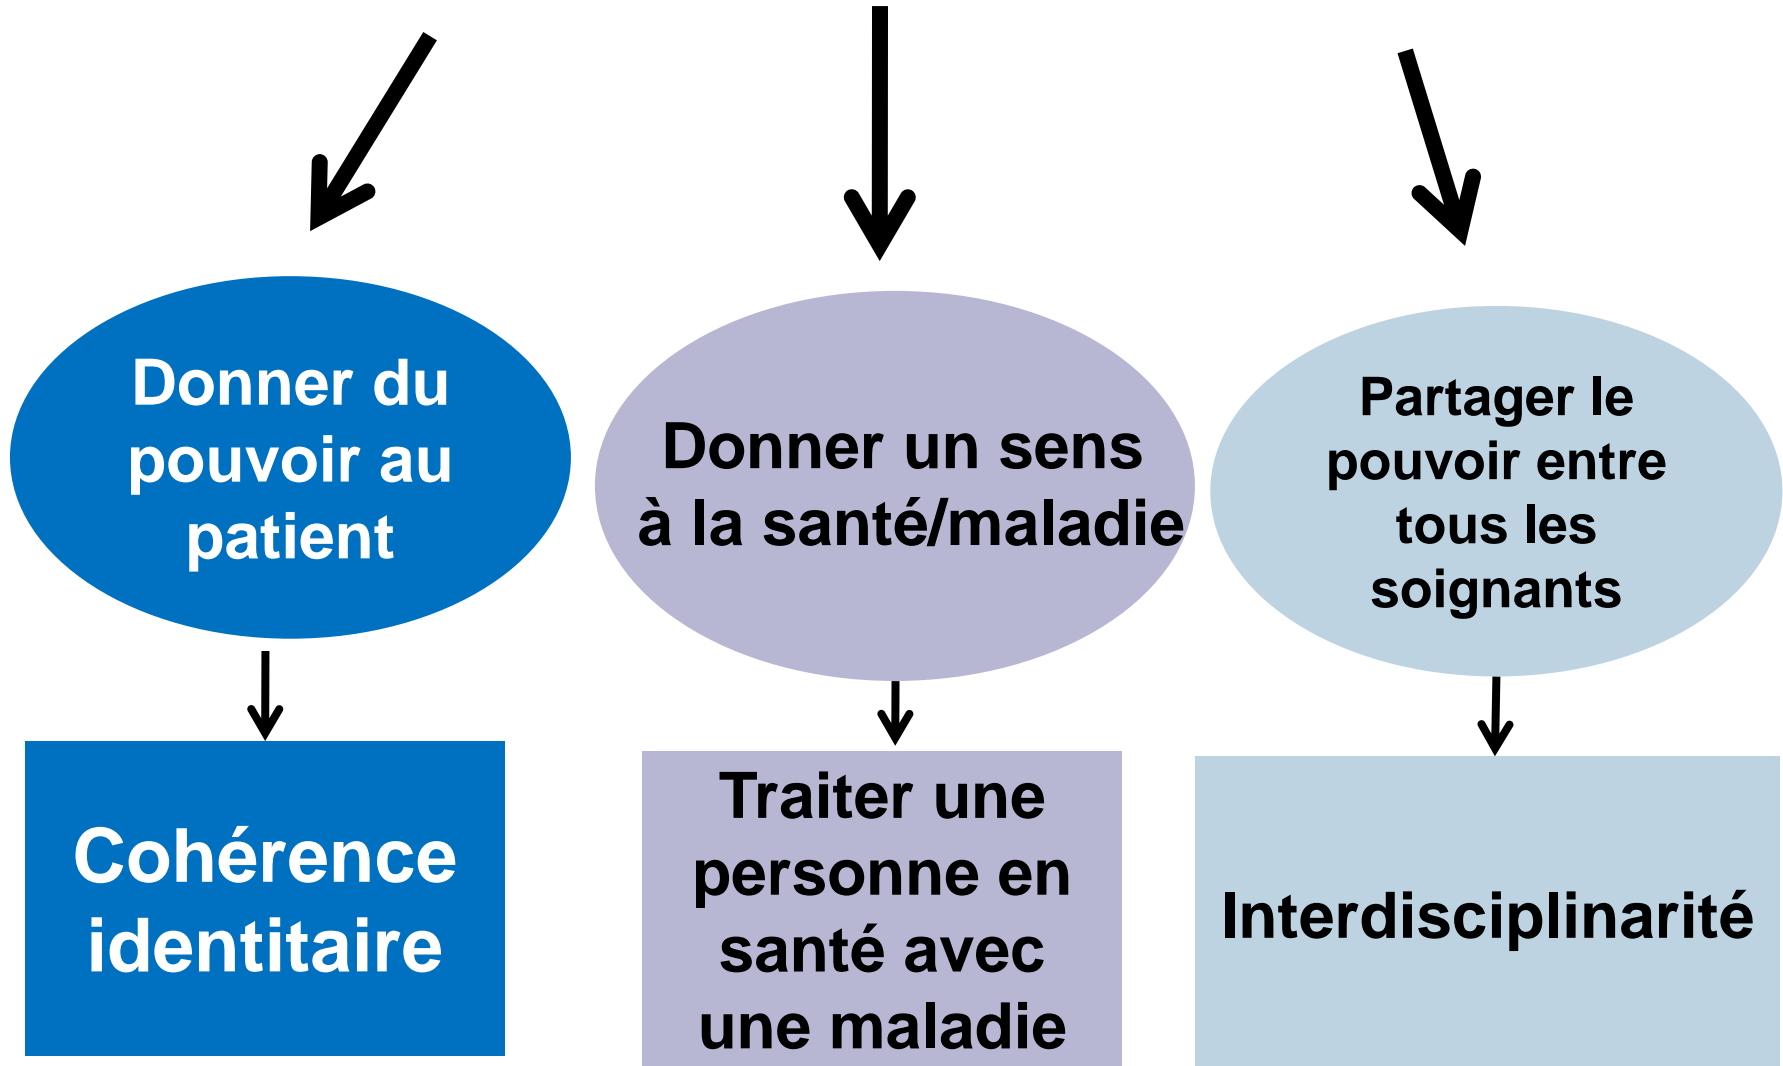 Donner du
pouvoir au
patient
Donner un sens
à la santé/maladie
Partager le
pouvoir entre
tous les
soignants
Cohérence
identitaire
Traiter une
personne en
santé avec
une maladie
Interdisciplinarité